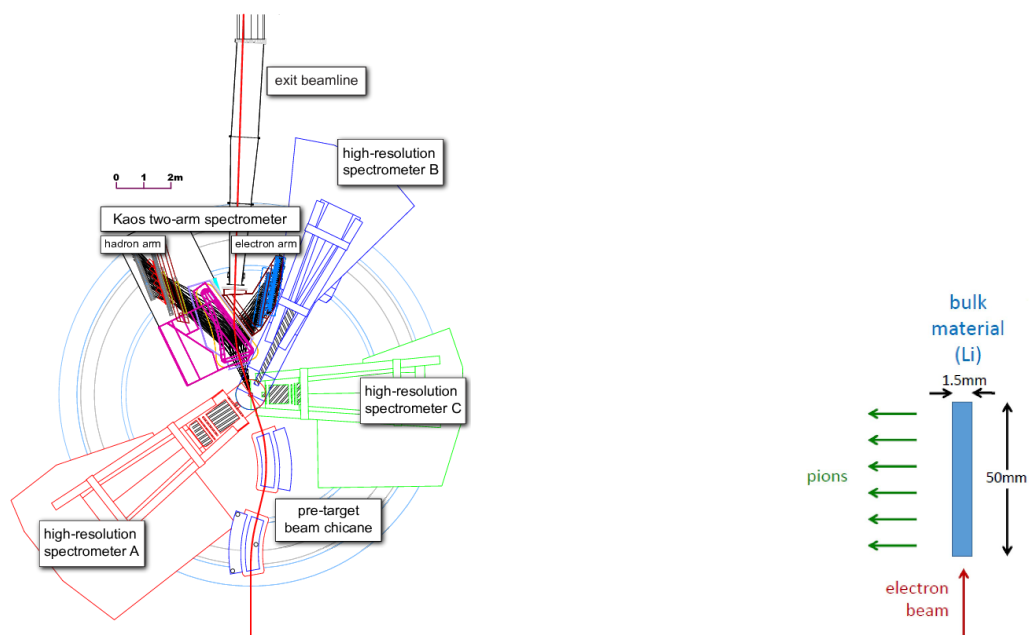 exit beamline
high-resolution
spectrometer B
0 1 2m
Kaos two-arm spectrometer
hadron arm
electron arm
high-resolution
spectrometer C
pre-target
beam chicane
high-resolution
spectrometer A
bulk
material
(Li)
1.5mm
pions
50mm
electron
beam